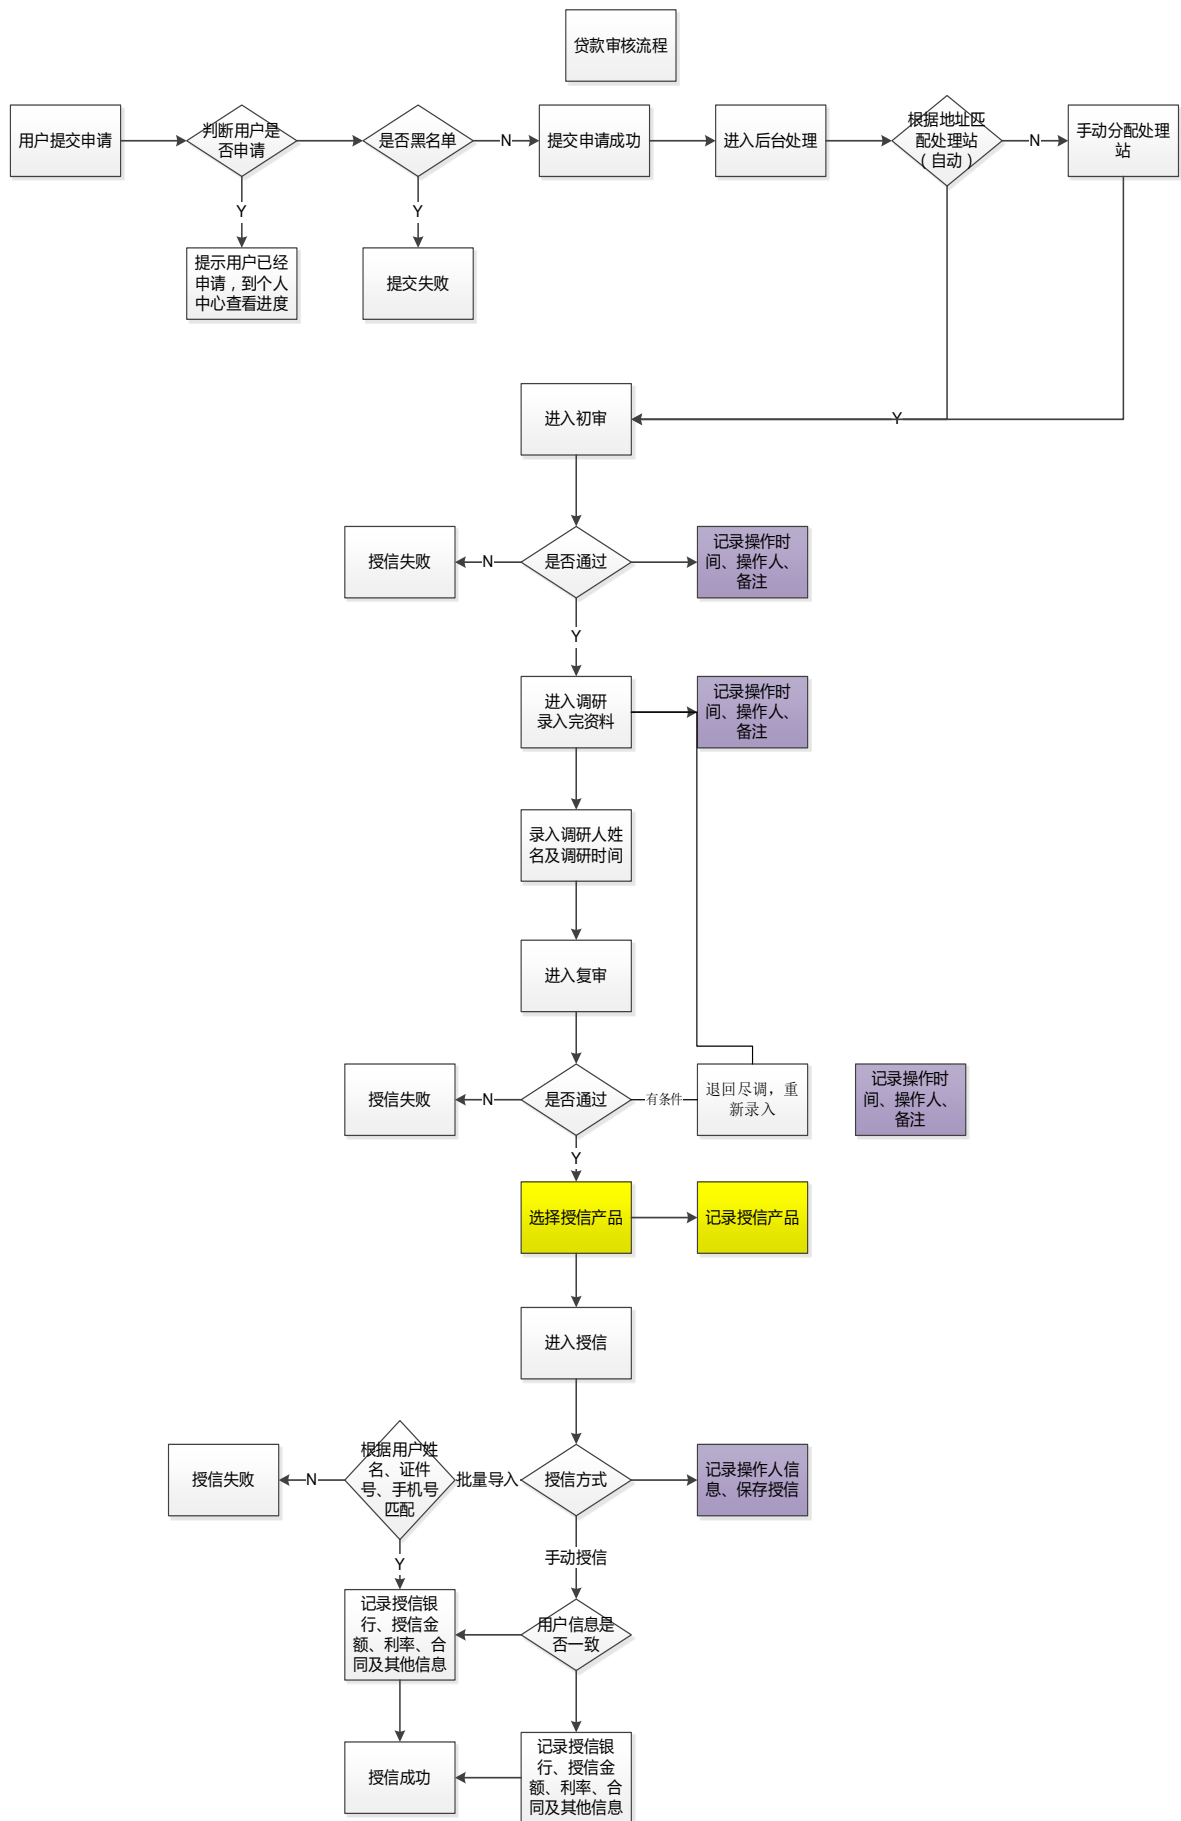 贷款审核流程
用户提交申请
判断用户是
否申请
是否黑名单
N
提交申请成功
进入后台处理
根据地址匹
配处理站
（自动）
N
手动分配处理
站
Y
Y
提示用户已经
申请，到个人
中心查看进度
提交失败
进入初审
Y
授信失败
N
是否通过
记录操作时
间、操作人、
备注
Y
进入调研
录入完资料
记录操作时
间、操作人、
备注
录入调研人姓
名及调研时间
进入复审
授信失败
N
是否通过
有条件
退回尽调，重
新录入
记录操作时
间、操作人、
备注
Y
选择授信产品
记录授信产品
进入授信
授信失败
N
根据用户姓
名、证件
号、手机号
匹配
批量导入
授信方式
记录操作人信
息、保存授信
Y
手动授信
记录授信银
行、授信金
额、利率、合
同及其他信息
用户信息是
否一致
授信成功
记录授信银
行、授信金
额、利率、合
同及其他信息